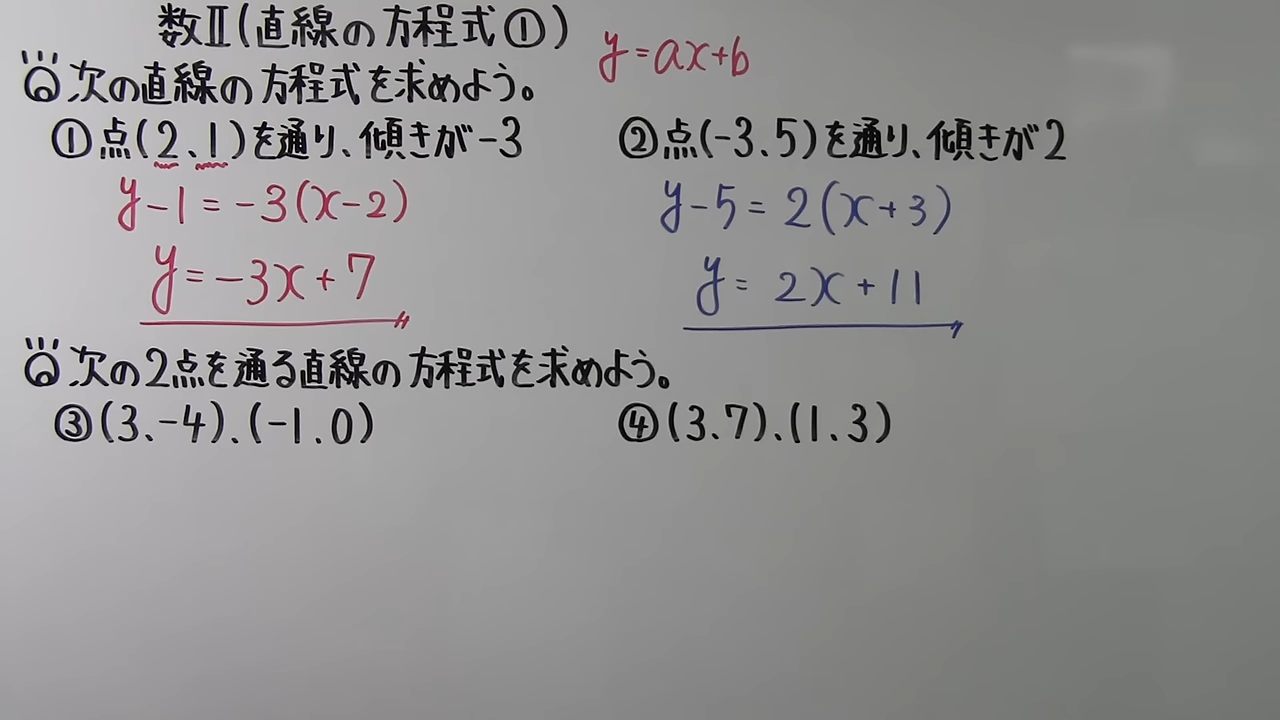 数Ⅱ(直線の方程式①)
y=ax+b
Q次の直線の方程式を求めよう。
①点(2、1)を通り、傾きが-3
y-1=-3(x-2)
y=-3x+7
②点(-3、5)を通り、傾きが2
y-5=2(x+3)
y=2x+11
Q次の2点を通る直線の方程式を求めよう。
③(3、-4)、(-1、0)
④(3、7)、(1、3)